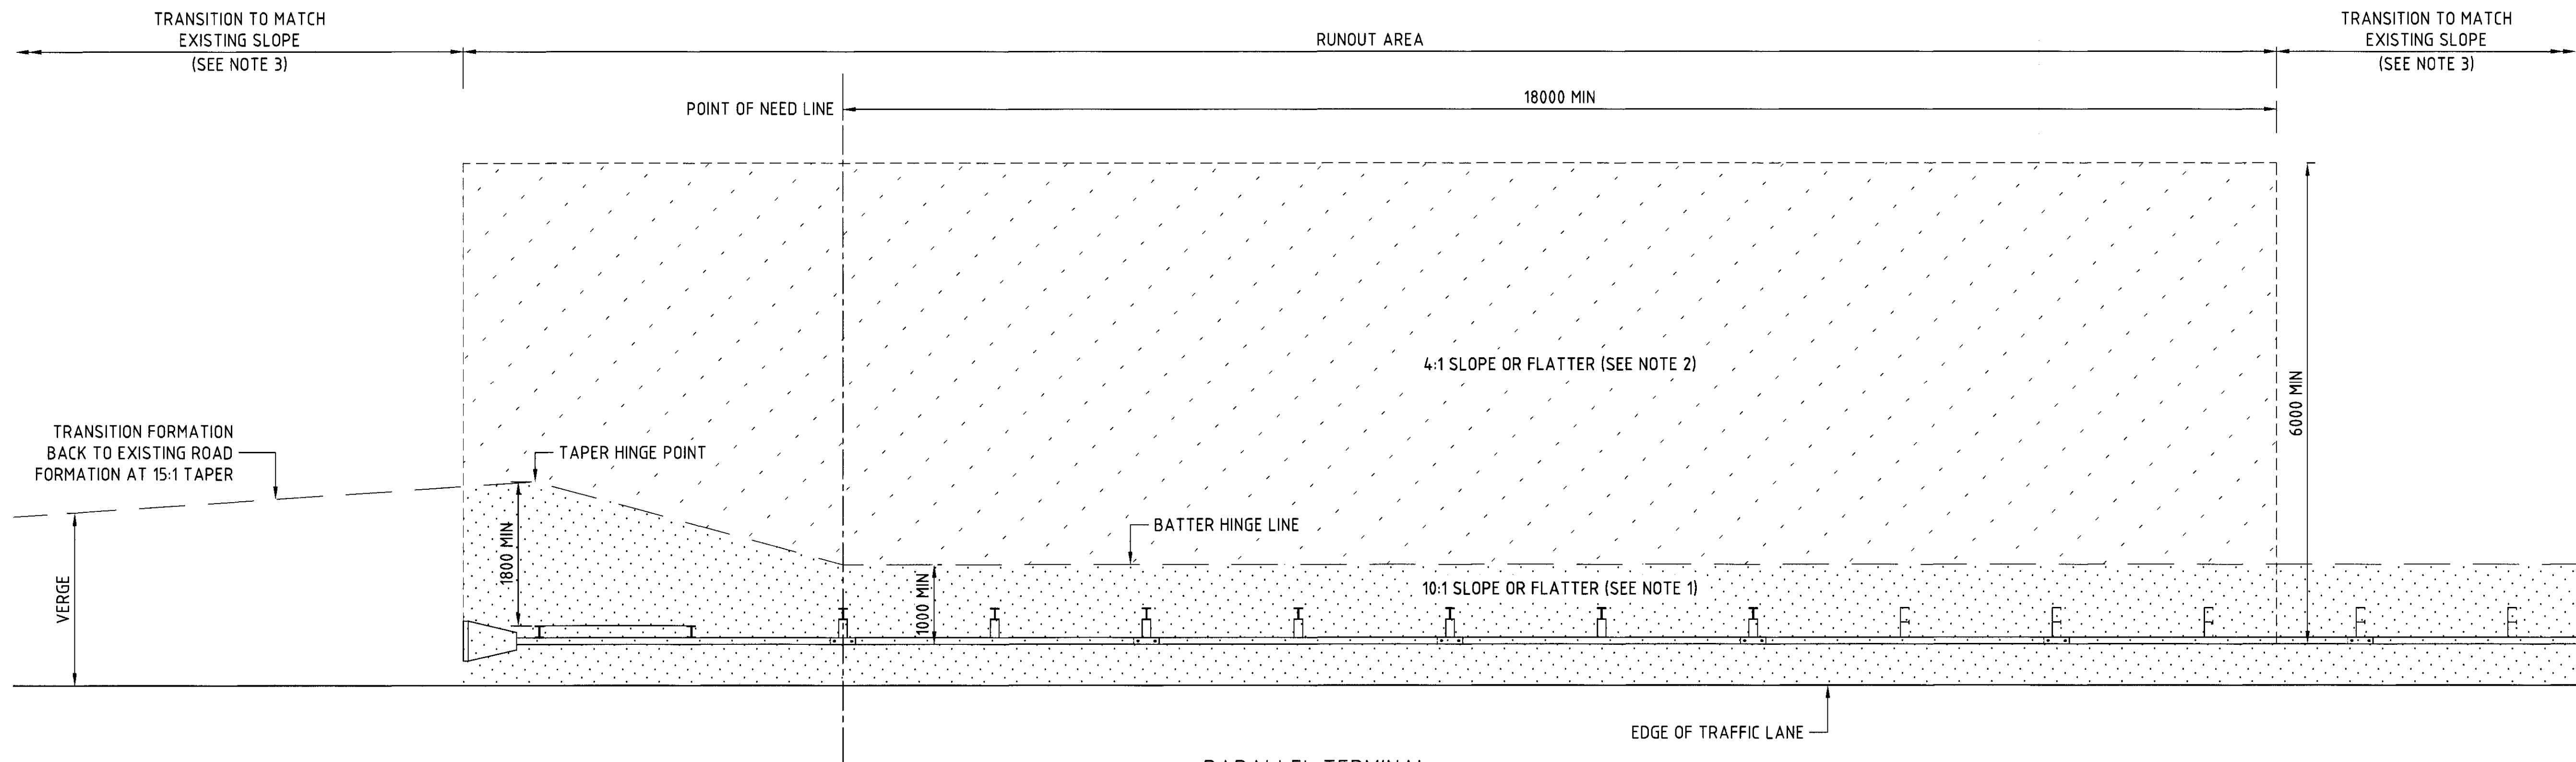 TRANSITION TO MATCH
EXISTING SLOPE
(SEE NOTE 3)
RUNOUT AREA
TRANSITION TO MATCH
EXISTING SLOPE
(SEE NOTE 3)
POINT OF NEED LINE
18000 MIN
4:1 SLOPE OR FLATTER (SEE NOTE 2)
6000 MIN
TRANSITION FORMATION
BACK TO EXISTING ROAD
FORMATION AT 15:1 TAPER
TAPER HINGE POINT
BATTER HINGE LINE
1800 MIN
VERGE
1000 MIN
10:1 SLOPE OR FLATTER (SEE NOTE 1)
EDGE OF TRAFFIC LANE
PARALLEL TERMINAL